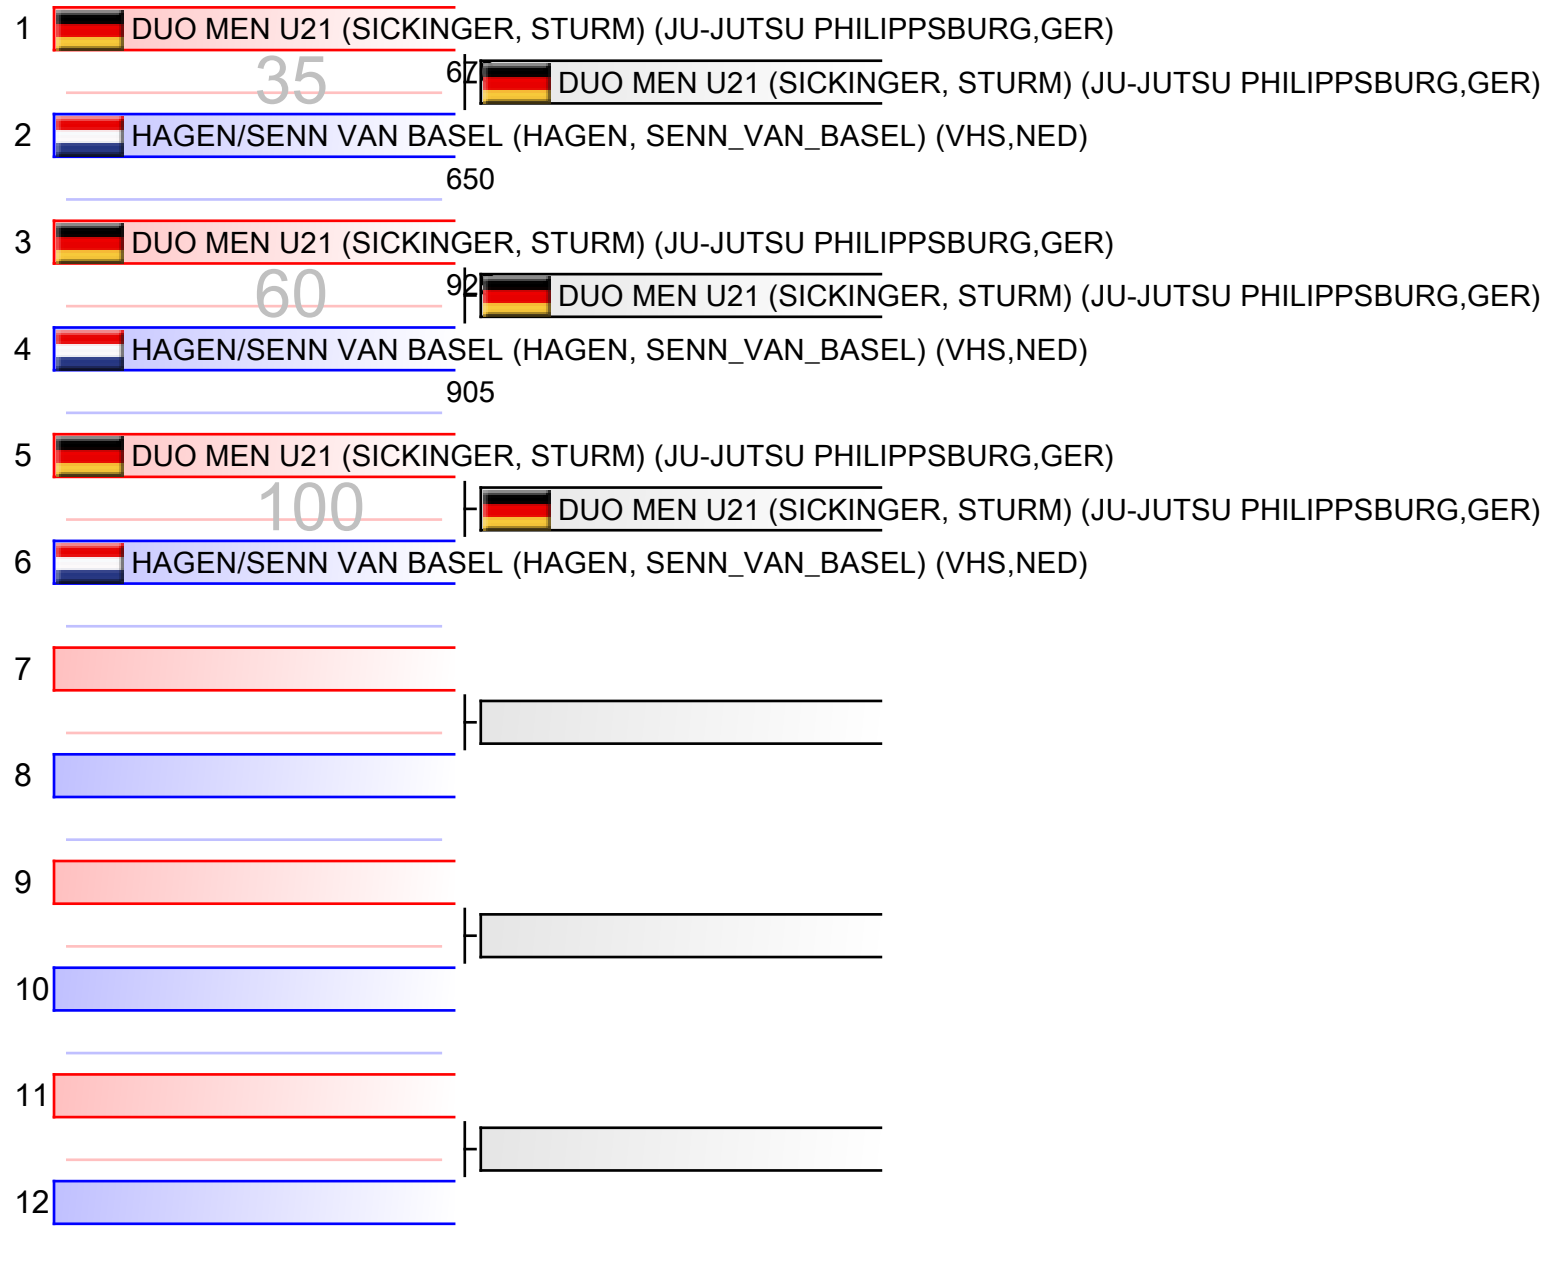 1 DUO MEN U21 (SICKINGER, STURM) (JU-JUTSU PHILIPPSBURG,GER)
35
DUO MEN U21 (SICKINGER, STURM) (JU-JUTSU PHILIPPSBURG,GER)
2 HAGEN/SENN VAN BASEL (HAGEN, SENN_VAN_BASEL) (VHS,NED)
650
3 DUO MEN U21 (SICKINGER, STURM) (JU-JUTSU PHILIPPSBURG,GER)
60
DUO MEN U21 (SICKINGER, STURM) (JU-JUTSU PHILIPPSBURG,GER)
4 HAGEN/SENN VAN BASEL (HAGEN, SENN_VAN_BASEL) (VHS,NED)
905
5 DUO MEN U21 (SICKINGER, STURM) (JU-JUTSU PHILIPPSBURG,GER)
100
DUO MEN U21 (SICKINGER, STURM) (JU-JUTSU PHILIPPSBURG,GER)
6 HAGEN/SENN VAN BASEL (HAGEN, SENN_VAN_BASEL) (VHS,NED)
7
8
9
10
11
12